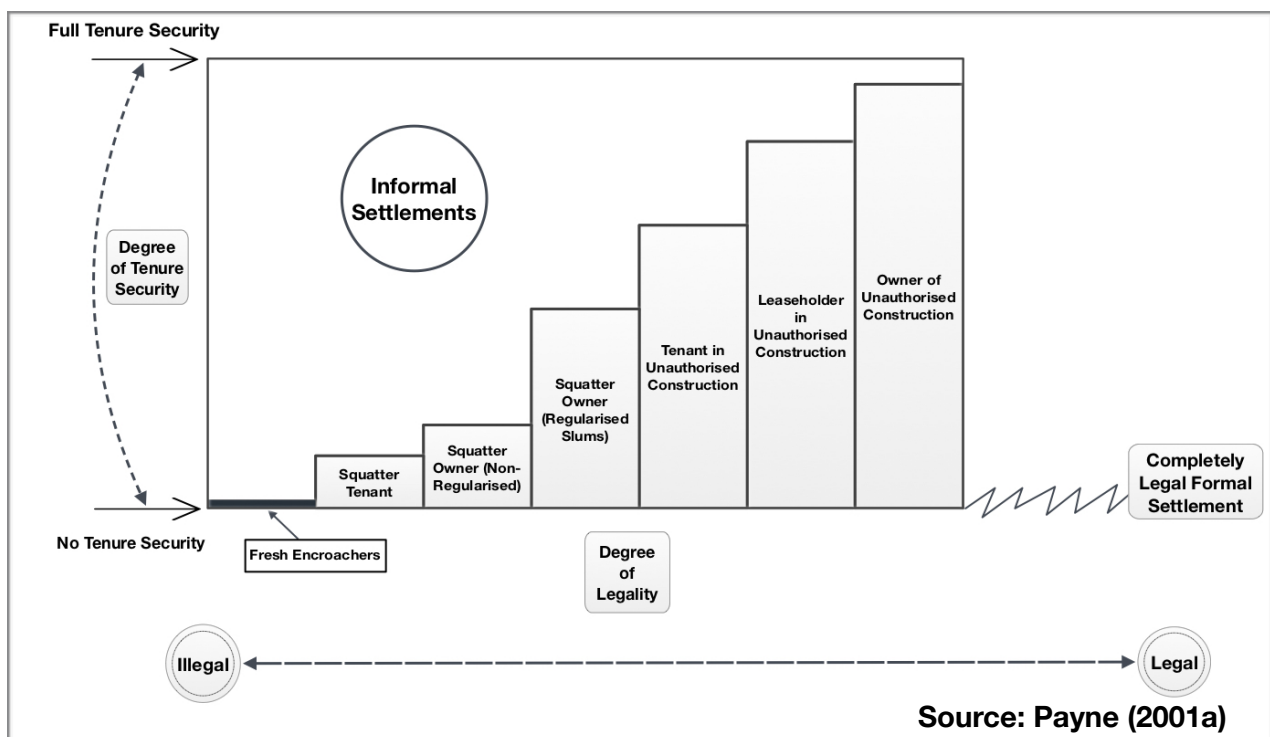 Full Tenure Security
Informal
Settlements
Degree
of Tenure
Security
Owner of
Unauthorised
Construction
Leaseholder
in
Unauthorised
Construction
Tenant in
Unauthorised
Construction
Squatter
Owner
(Regularised
Slums)
Squatter
Owner (Non-
Regularised)
Squatter
Tenant
Completely
Legal Formal
Settlement
No Tenure Security
Fresh Encroachers
Degree
of
Legality
Illegal
Legal
Source: Payne (2001a)